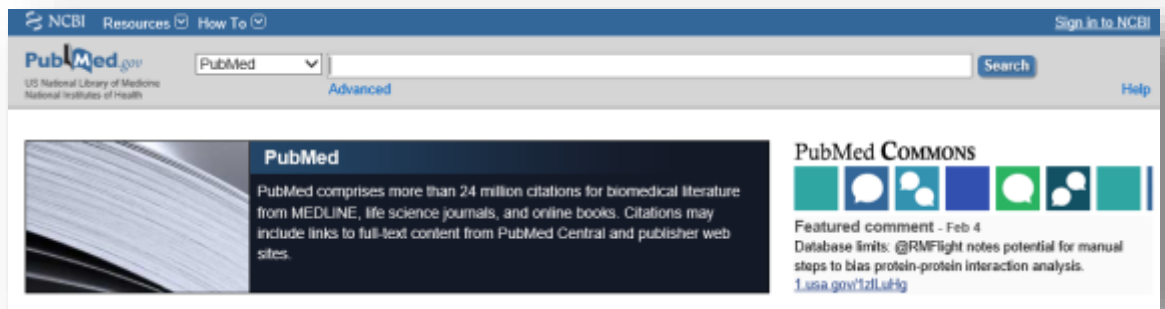 NCBI Resources How To Sign in to NCBI
PubMed.gov
US National Library of Medicine
National Institutes of Health
PubMed
Search
Advanced
Help
PubMed
PubMed comprises more than 24 million citations for biomedical literature
from MEDLINE, life science journals, and online books. Citations may
include links to full-text content from PubMed Central and publisher web
sites.
PubMed COMMONS
Featured comment - Feb 4
Database limits: @RMFlight notes potential for manual
steps to bias protein-protein interaction analysis.